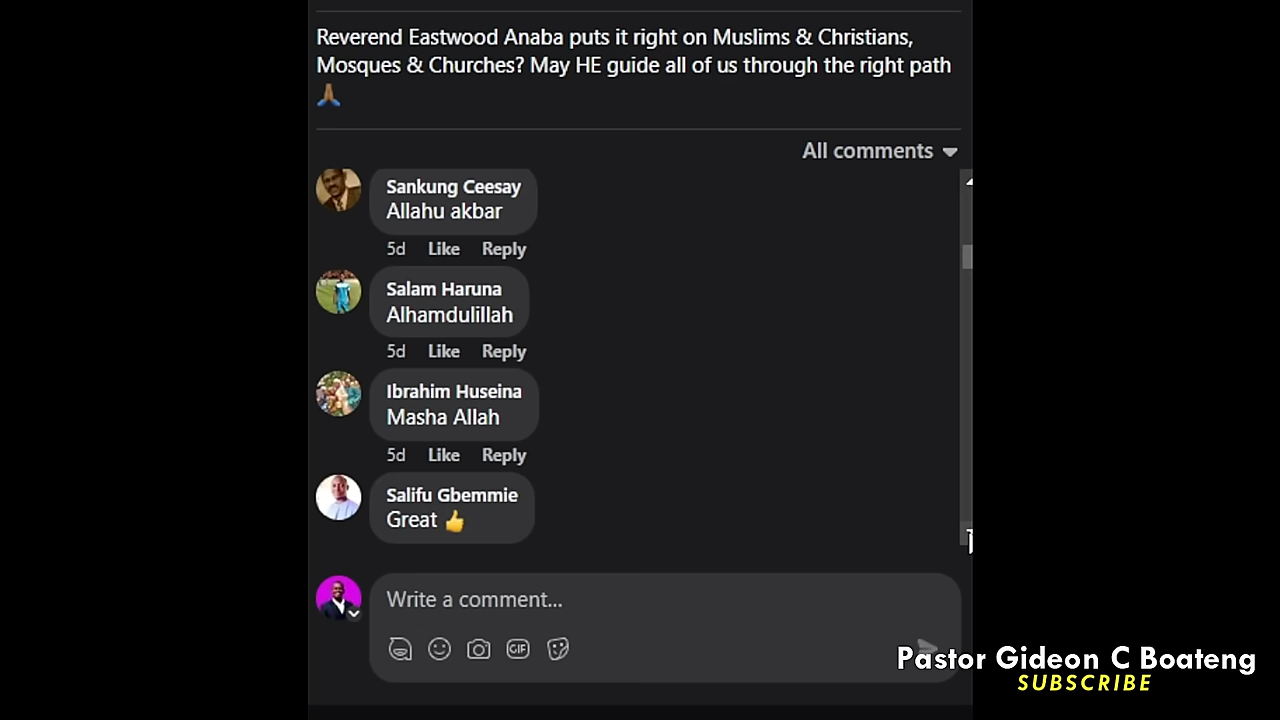 Reverend Eastwood Anaba puts it right on Muslims & Christians,
Mosques & Churches? May HE guide all of us through the right path
🙏🏾
All comments
Sankung Ceesay
Allahu akbar
5d Like Reply
Salam Haruna
Alhamdulillah
5d Like Reply
Ibrahim Huseina
Masha Allah
5d Like Reply
Salifu Gbemmie
Great 👍
Write a comment...
GIF
Pastor Gideon C Boateng
SUBSCRIBE